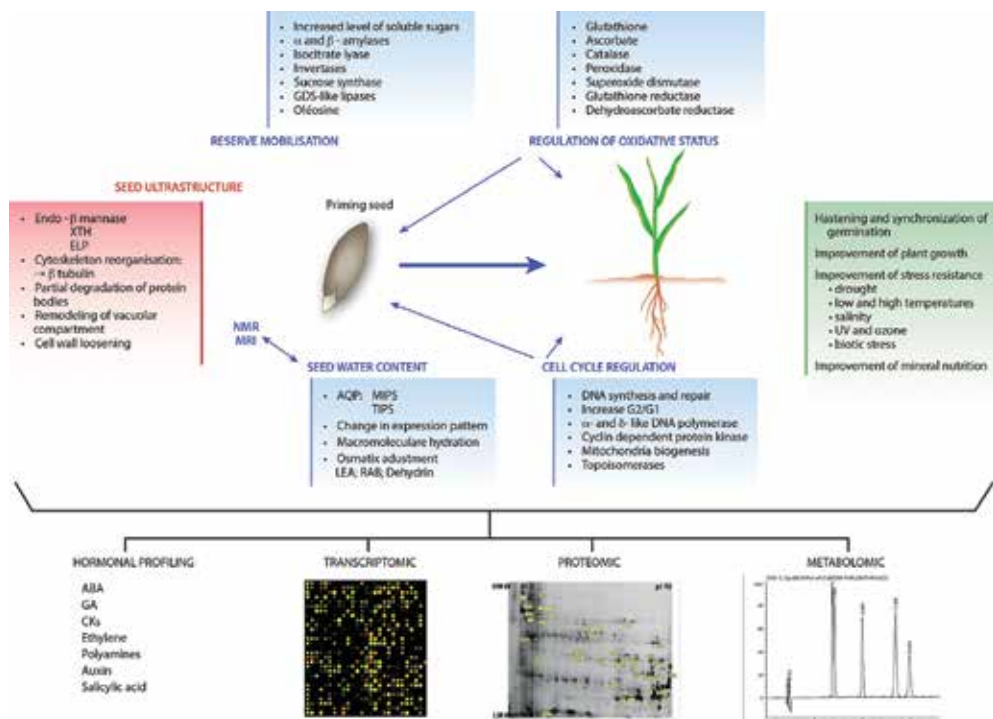 • Increased level of soluble sugars
• α and β - amylases
• Isocitrate lyase
• Invertases
• Sucrose synthase
• GDS-like lipases
• Oléosine
RESERVE MOBILISATION
• Glutathione
• Ascorbate
• Catalase
• Peroxidase
• Superoxide dismutase
• Glutathione reductase
• Dehydroascorbate reductase
REGULATION OF OXIDATIVE STATUS
SEED ULTRASTRUCTURE
• Endo - β mannase
XTH
ELP
• Cytoskeleton reorganisation:
→ β tubulin
• Partial degradation of protein
bodies
• Remodeling of vacuolar
compartment
• Cell wall loosening
Priming seed
Hastening and synchronization of
germination
Improvement of plant growth
Improvement of stress resistance
• drought
• low and high temperatures
• salinity
• UV and ozone
• biotic stress
Improvement of mineral nutrition
NMR
MRI
SEED WATER CONTENT
• AQP: MIPS
TIPS
• Change in expression pattern
• Macromoleculare hydration
• Osmatix adustment
LEA; RAB; Dehydrin
CELL CYCLE REGULATION
• DNA synthesis and repair
• Increase G2/G1
• α- and δ- like DNA polymerase
• Cyclin dependent protein kinase
• Mitochondria biogenesis
• Topoisomerases
HORMONAL PROFILING
ABA
GA
CKs
Ethylene
Polyamines
Auxin
Salicylic acid
TRANSCRIPTOMIC
PROTEOMIC
METABOLOMIC